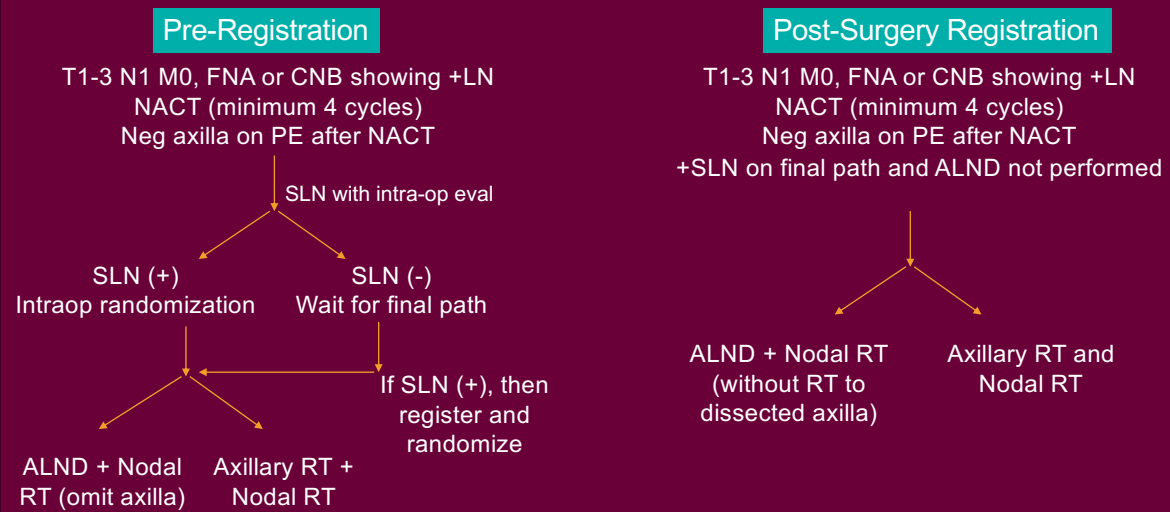 Pre-Registration
T1-3 N1 M0, FNA or CNB showing +LN
NACT (minimum 4 cycles)
Neg axilla on PE after NACT
SLN with intra-op eval
SLN (+)
Intraop randomization
SLN (-)
Wait for final path
If SLN (+), then
register and
randomize
ALND + Nodal
RT (omit axilla)
Axillary RT +
Nodal RT
Post-Surgery Registration
T1-3 N1 M0, FNA or CNB showing +LN
NACT (minimum 4 cycles)
Neg axilla on PE after NACT
+SLN on final path and ALND not performed
ALND + Nodal RT
(without RT to
dissected axilla)
Axillary RT and
Nodal RT